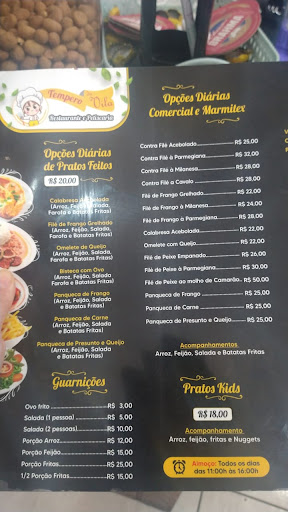 Tempero da Vila
Restaurante e Petiscaria
Opções Diárias
de Pratos Feitos
R$ 20,00
Calabresa Acebolada
(Arroz, Feijão, Salada,
Farofa e Batatas Fritas)
Filé de Frango Grelhado
(Arroz, Feijão, Salada,
Farofa e Batatas Fritas)
Omelete de Queijo
(Arroz, Feijão, Salada
e Batatas Fritas)
Bisteca com Ovo
(Arroz, Feijão, Salada
e Batatas Fritas)
Panqueca de Frango
(Arroz, Feijão, Salada
e Batatas Fritas)
Panqueca de Carne
(Arroz, Feijão, Salada
e Batatas Fritas)
Panqueca de Presunto e Queijo
(Arroz, Feijão, Salada
e Batatas Fritas)
Guarnições
Ovo frito R$ 3,00
Salada (1 pessoa) R$ 5,00
Salada (2 pessoas) R$ 10,00
Porção Arroz R$ 12,00
Porção Feijão R$ 15,00
Porção Fritas R$ 25,00
1/2 Porção Fritas R$ 15,00
Opções Diárias
Comercial e Marmitex
Contra Filé Acebolado R$ 25,00
Contra Filé à Parmegiana R$ 32,00
Contra Filé à Milanesa R$ 28,00
Contra Filé a Cavalo R$ 28,00
Filé de Frango Grelhado R$ 22,00
Filé de Frango à Milanesa R$ 24,00
Filé de Frango à Parmegiana R$ 28,00
Calabresa Acebolada R$ 22,00
Omelete com Queijo R$ 22,00
Filé de Peixe Empanado R$ 26,00
Filé de Peixe à Parmegiana R$ 30,00
Filé de Peixe ao molho de Camarão R$ 50,00
Panqueca de Frango R$ 25,00
Panqueca de Carne R$ 25,00
Panqueca de Presunto e Queijo R$ 25,00
Acompanhamentos
Arroz, Feijão, Salada e Batatas Fritas
Pratos Kids
R$ 18,00
Acompanhamento
Arroz, feijão, fritas e Nuggets
Almoço: Todos os dias
das 11:00h às 16:00h